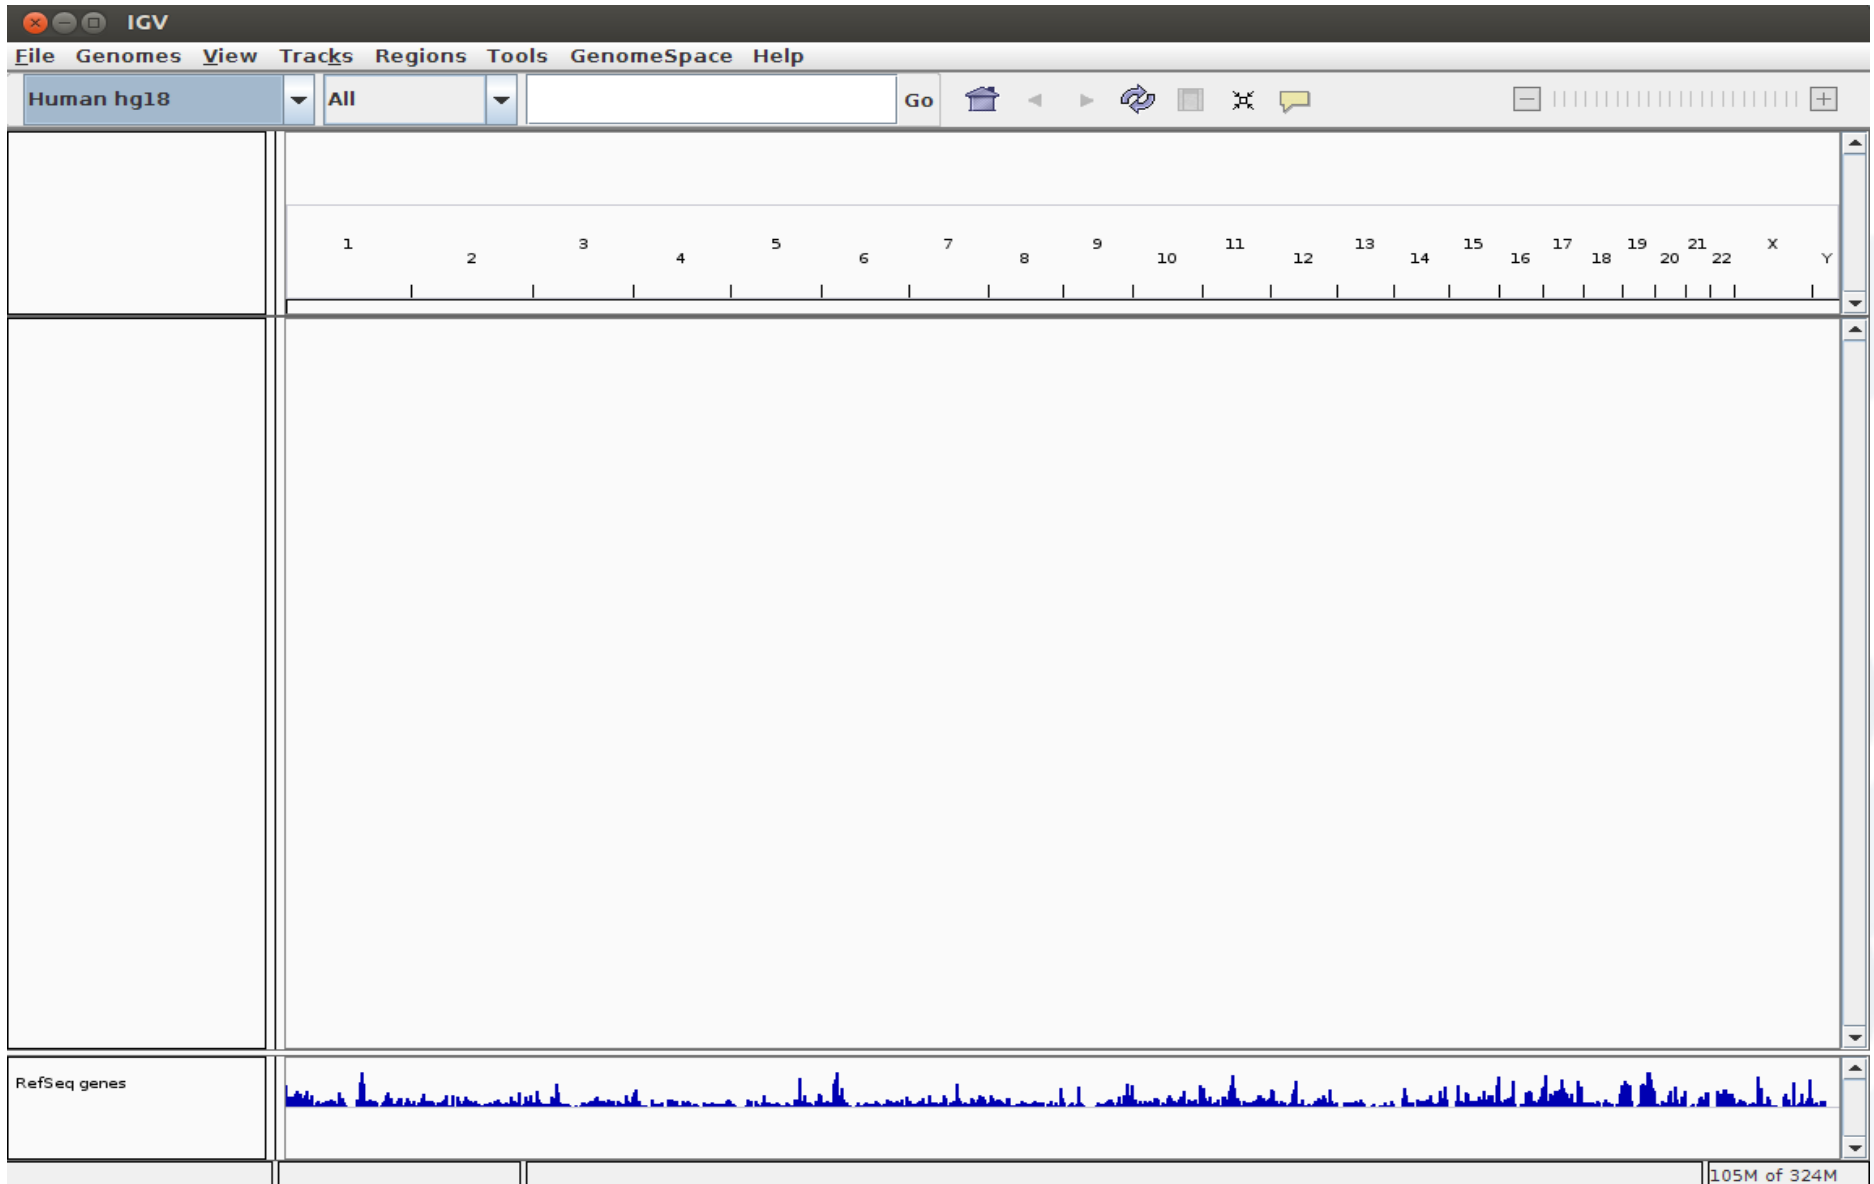 IGV
File Genomes View Tracks Regions Tools GenomeSpace Help
Human hg18 All Go
1 2 3 4 5 6 7 8 9 10 11 12 13 14 15 16 17 18 19 20 21 22 X Y
RefSeq genes
105M of 324M